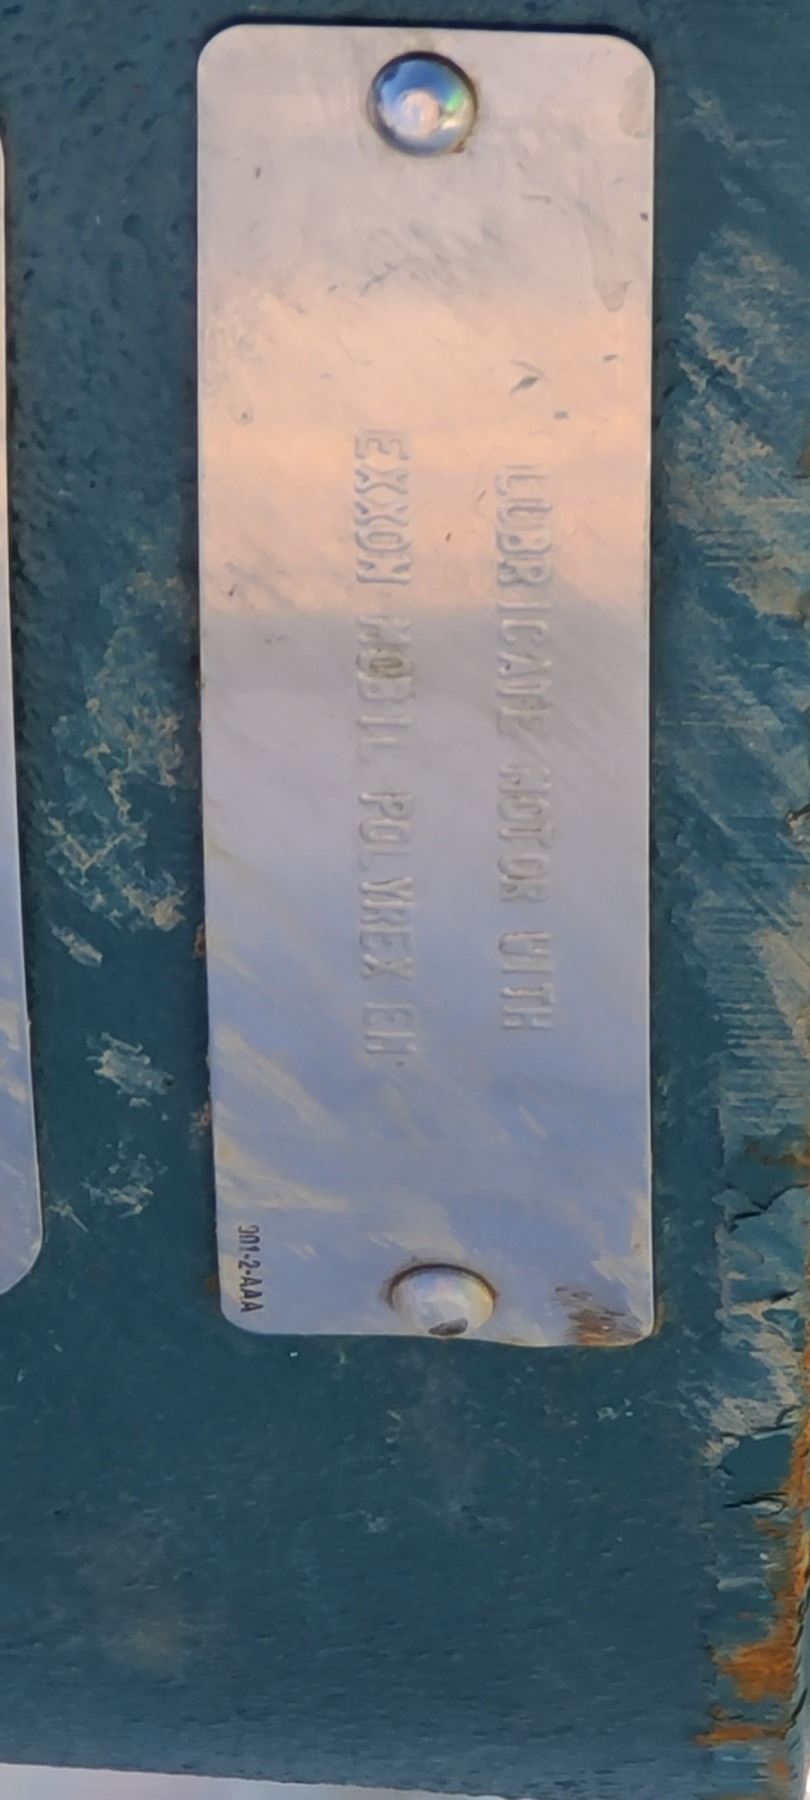 LUBRICATE MOTOR WITH
EXXON MOBIL POLYREX EM
901-2-AAA